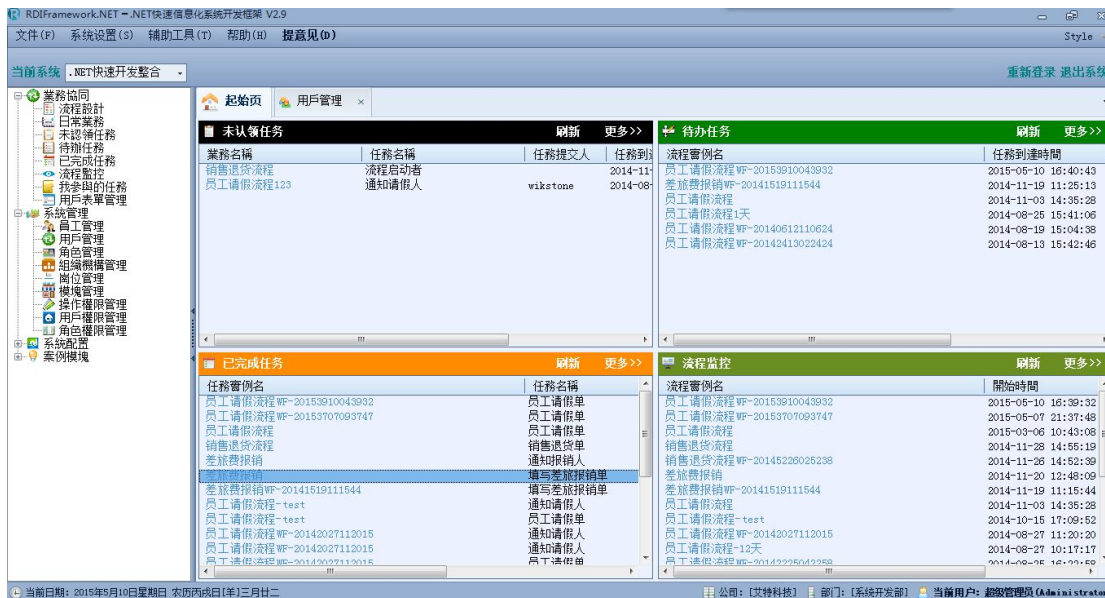 RDIFramework.NET - .NET快速信息化系统开发框架 V2.9
文件(F) 系统设置(S) 辅助工具(T) 帮助(H) 提意见(D)
Style
当前系统 .NET快速开发整合
重新登录 退出系统
業務協同
流程設計
日常業務
未認領任務
待辦任務
已完成任務
流程監控
我參與的任務
用戶表單管理
系統管理
員工管理
用戶管理
角色管理
組織機構管理
崗位管理
模塊管理
操作權限管理
用戶權限管理
角色權限管理
系統配置
案例模塊
起始页 用戶管理
未认领任务 刷新 更多>>
業務名稱 任務名稱 任務提交人 任務到達
销售退货流程 流程启动者 2014-11-
员工请假流程123 通知请假人 wikstone 2014-08-
待办任务 刷新 更多>>
流程實例名 任務到達時間
员工请假流程WF-20153910043932 2015-05-10 16:40:43
差旅费报销WF-20141519111544 2014-11-19 11:25:13
员工请假流程 2014-11-03 14:35:28
员工请假流程1天 2014-08-25 15:41:06
员工请假流程WF-20140612110624 2014-08-19 15:04:38
员工请假流程WF-20142413022424 2014-08-13 15:42:46
已完成任务 刷新 更多>>
任務實例名 任務名稱
员工请假流程WF-20153910043932 员工请假单
员工请假流程WF-20153707093747 员工请假单
员工请假流程 员工请假单
销售退货流程 销售退货单
差旅费报销 通知报销人
差旅费报销 填写差旅报销单
差旅费报销WF-20141519111544 填写差旅报销单
员工请假流程-test 通知请假人
员工请假流程-test 员工请假单
员工请假流程WF-20142027112015 通知请假人
员工请假流程WF-20142027112015 通知请假人
员工请假流程WF-20142027112015 员工请假单
流程监控 刷新 更多>>
流程實例名 開始時間
员工请假流程WF-20153910043932 2015-05-10 16:39:32
员工请假流程WF-20153707093747 2015-05-07 21:37:48
员工请假流程 2015-03-06 10:43:08
销售退货流程 2014-11-28 14:55:19
销售退货流程WF-20145226025238 2014-11-26 14:52:39
差旅费报销 2014-11-20 12:48:09
差旅费报销WF-20141519111544 2014-11-19 11:15:44
员工请假流程 2014-11-03 14:35:28
员工请假流程-test 2014-10-15 17:09:52
员工请假流程WF-20142027112015 2014-08-27 11:20:20
员工请假流程-12天 2014-08-27 10:17:17
员工请假流程WF-20142225042258 2014-08-25 16:22:58
当前日期: 2015年5月10日星期日 农历丙戌日[羊]三月廿二
公司: [艾特科技] 部门: [系统开发部] 当前用户: 超级管理员(Administrator